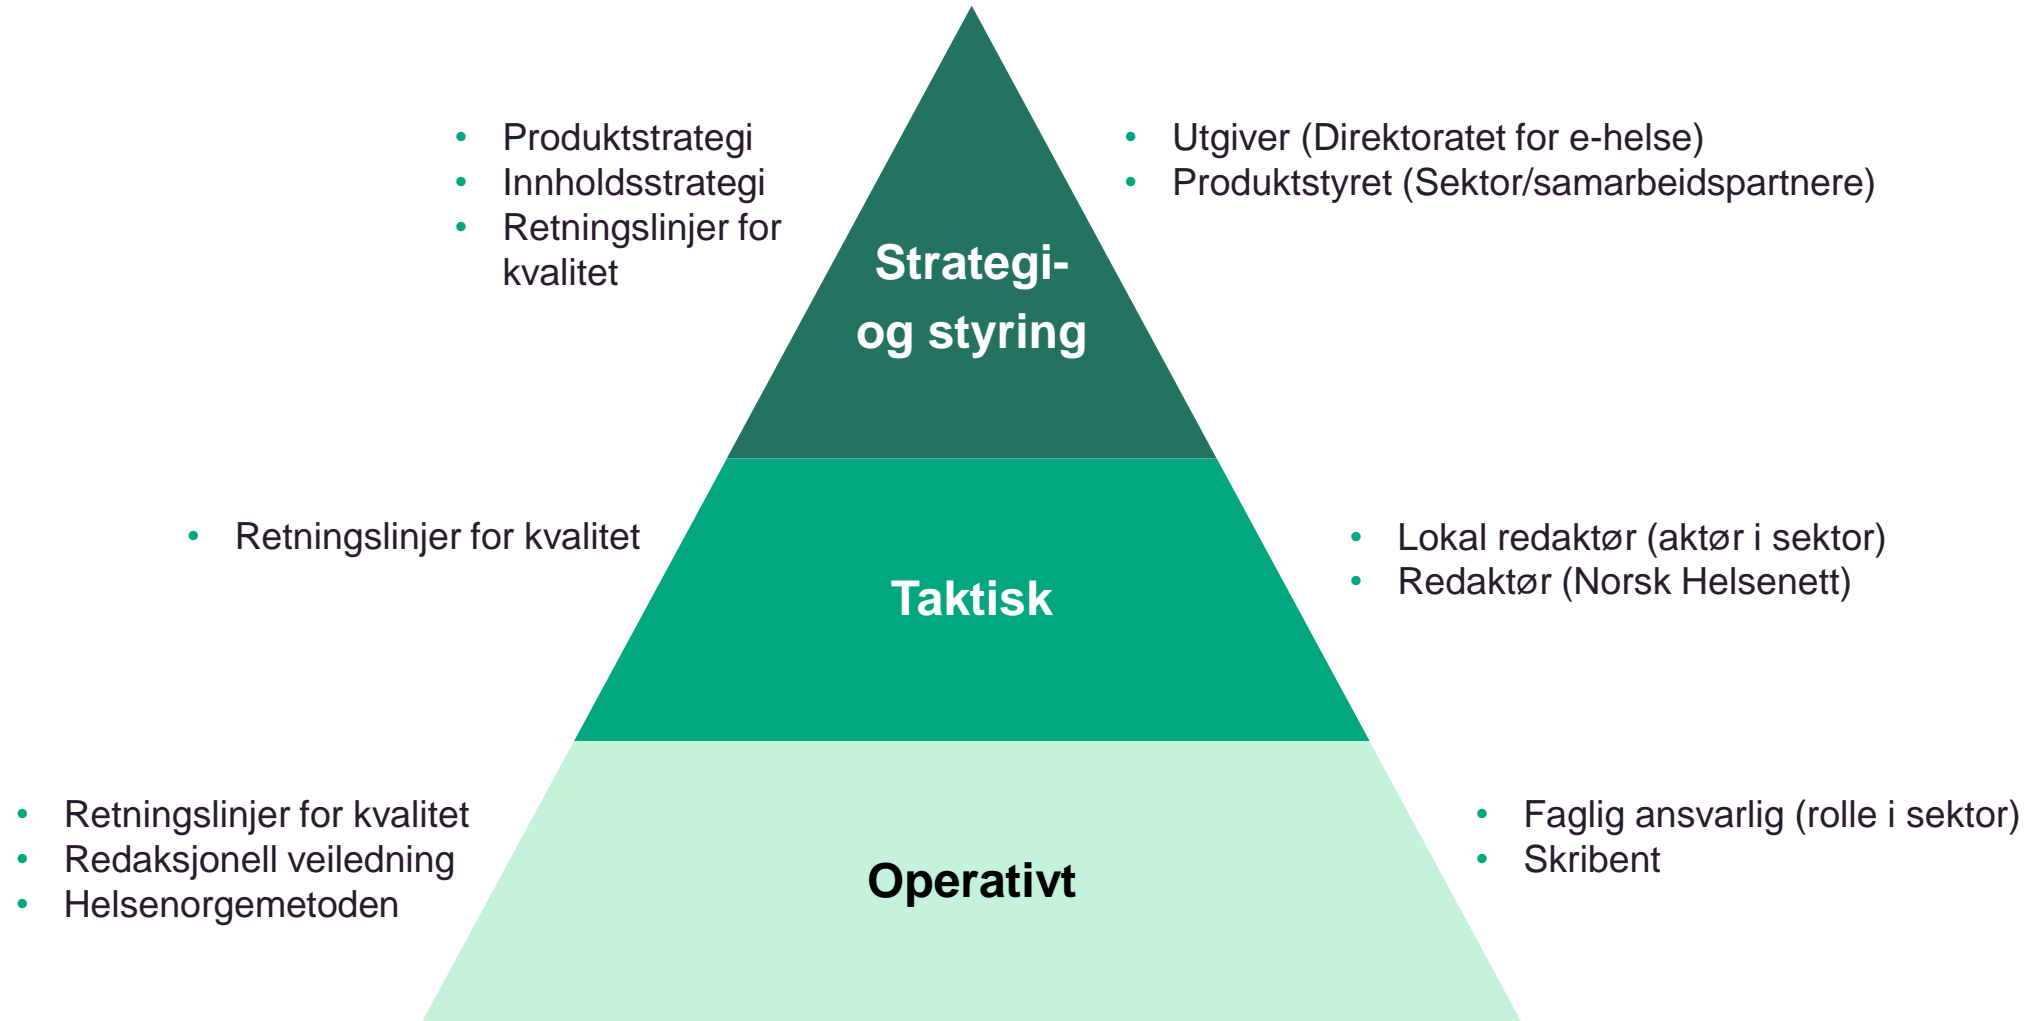 • Produktstrategi
• Innholdsstrategi
• Retningslinjer for
kvalitet
• Utgiver (Direktoratet for e-helse)
• Produktstyret (Sektor/samarbeidspartnere)
Strategi-
og styring
• Retningslinjer for kvalitet
Taktisk
• Lokal redaktør (aktør i sektor)
• Redaktør (Norsk Helsenett)
• Retningslinjer for kvalitet
• Redaksjonell veiledning
• Helsenorgemetoden
Operativt
• Faglig ansvarlig (rolle i sektor)
• Skribent